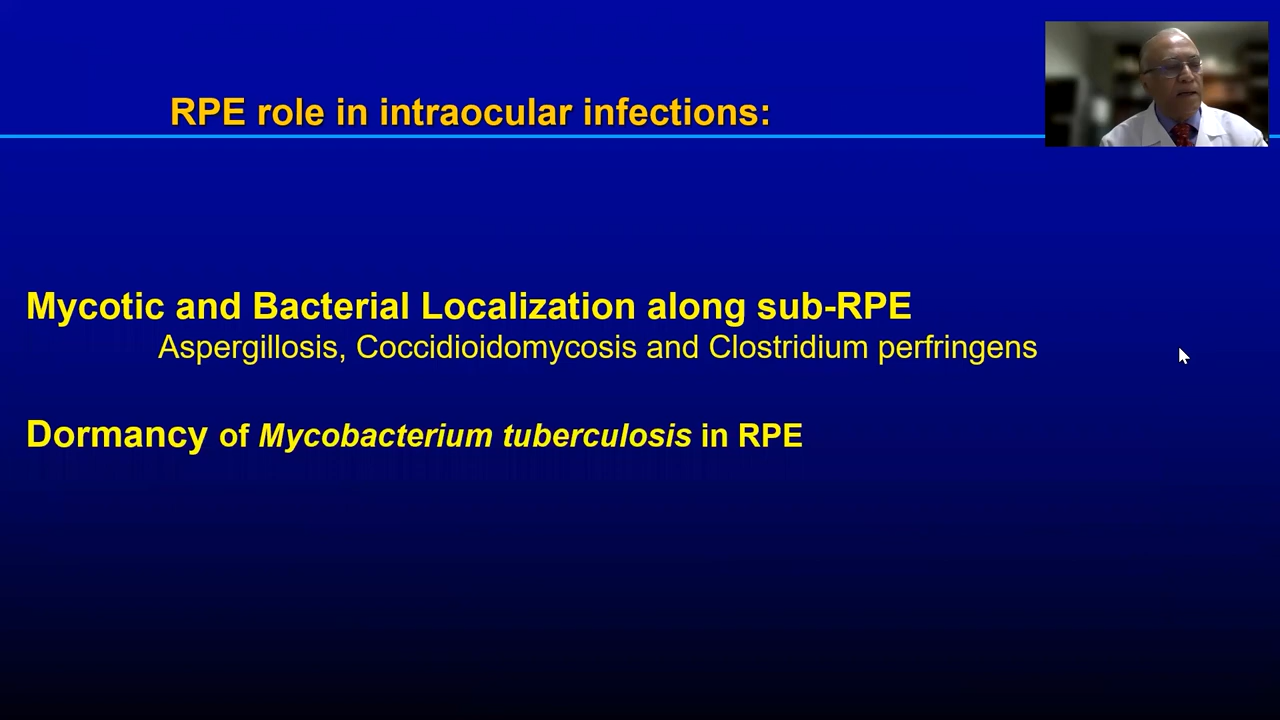 RPE role in intraocular infections:
Mycotic and Bacterial Localization along sub-RPE
Aspergillosis, Coccidioidomycosis and Clostridium perfringens
Dormancy of Mycobacterium tuberculosis in RPE